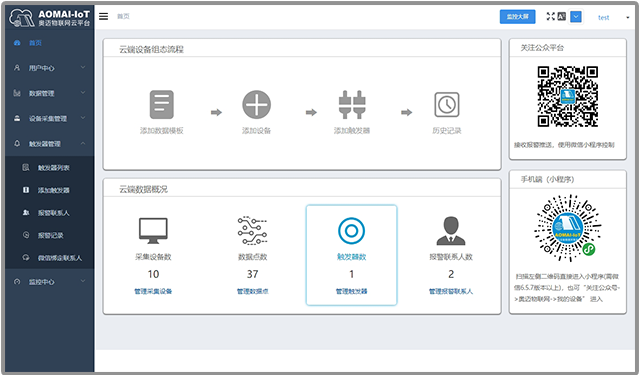 AOMAI-IoT
奥迈物联网云平台
首页
监控大屏
test
首页
用户中心
数据管理
设备采集管理
触发器管理
触发器列表
添加触发器
报警联系人
报警记录
微信绑定联系人
监控中心
云端设备组态流程
添加数据模板
添加设备
添加触发器
历史记录
云端数据概况
采集设备数
数据点数
触发器数
报警联系人数
10
37
1
2
管理采集设备
管理数据点
管理触发器
管理报警联系人
关注公众平台
接收报警推送，使用微信小程序控制
手机端（小程序）
AOMAI-IoT
扫描左侧二维码直接进入小程序(需微
信6.5.7版本以上)，也可“关注公众号-
>奥迈物联网->我的设备” 进入